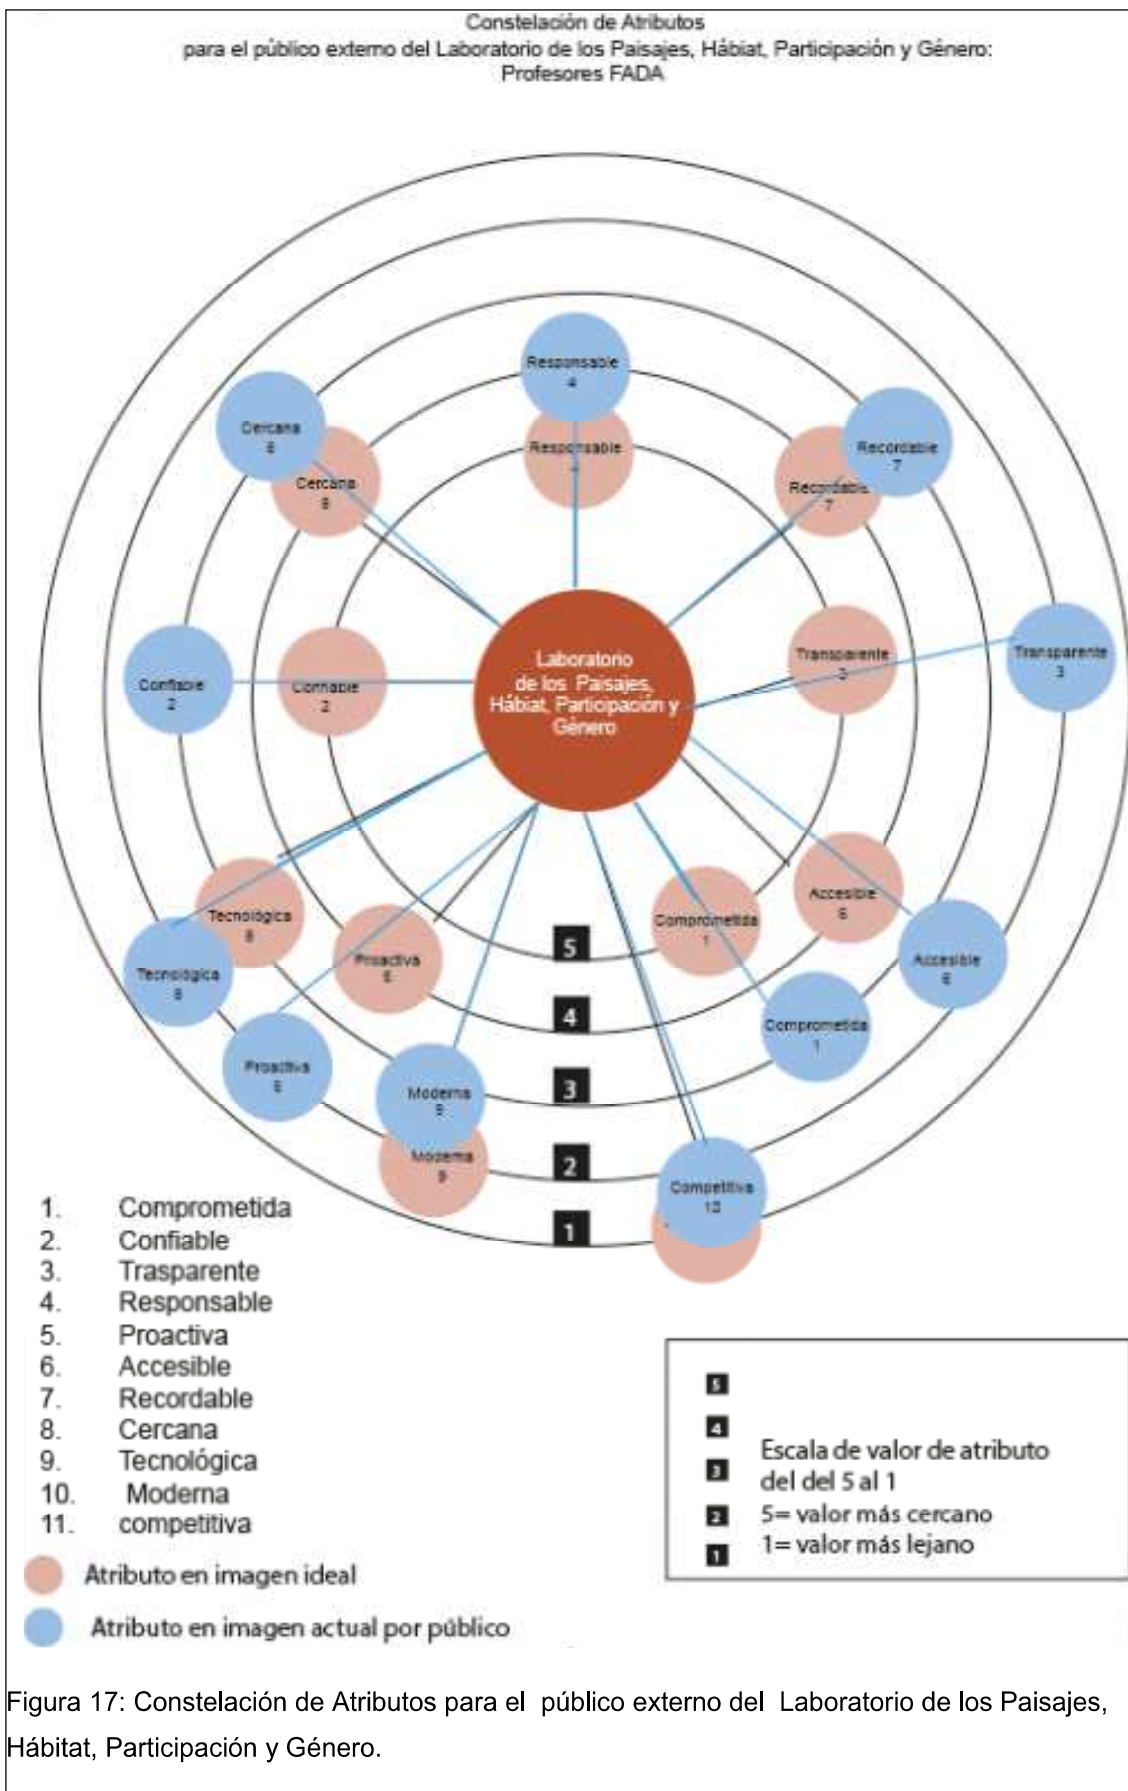 Constelación de Atributos
para el público externo del Laboratorio de los Paisajes, Hábiat, Participación y Género:
Profesores FADA
Responsable
4
Cercana
8
Recordable
7
Responsable
Cercana
8
Recordable
7
Laboratorio
de los Paisajes,
Hábiat, Participación y
Género
Transparente
3
Transparente
3
Confiable
2
Confiable
2
Accesible
6
Tecnológica
Comprometida
1
5
Proactiva
Accesible
6
Tecnológica
4
Comprometida
1
Proactiva
3
Moderna
9
Moderna
9
2
Competitiva
1
1. Comprometida
2. Confiable
3. Trasparente
4. Responsable
5. Proactiva
6. Accesible
7. Recordable
8. Cercana
9. Tecnológica
10. Moderna
11. competitiva
5
4
3
2
1
Escala de valor de atributo
del del 5 al 1
5= valor más cercano
1= valor más lejano
Atributo en imagen ideal
Atributo en imagen actual por público
Figura 17: Constelación de Atributos para el público externo del Laboratorio de los Paisajes,
Hábitat, Participación y Género.